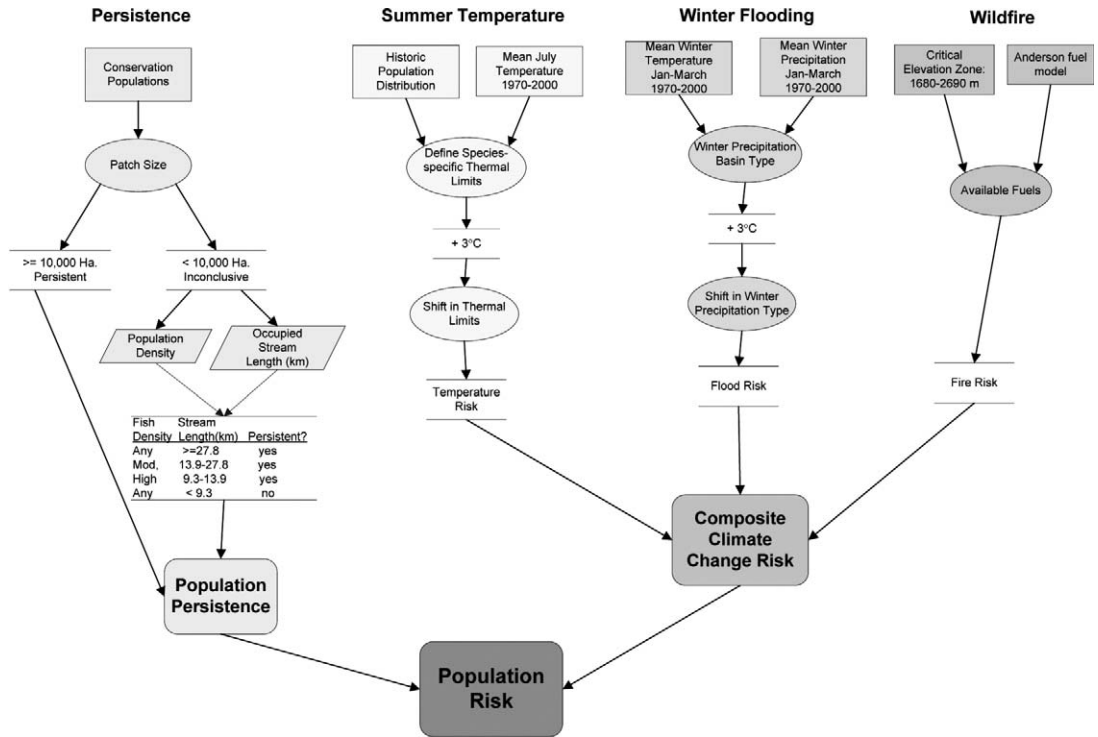 Persistence
Summer Temperature
Winter Flooding
Wildfire
Conservation
Populations
Historic
Population
Distribution
Mean July
Temperature
1970-2000
Mean Winter
Temperature
Jan-March
1970-2000
Mean Winter
Precipitation
Jan-March
1970-2000
Critical
Elevation Zone:
1680-2690 m
Anderson fuel
model
Patch Size
Define Species-
specific Thermal
Limits
Winter Precipitation
Basin Type
Available Fuels
>= 10,000 Ha.
Persistent
< 10,000 Ha.
Inconclusive
+ 3°C
+ 3°C
Population
Density
Occupied
Stream
Length (km)
Shift in Thermal
Limits
Shift in Winter
Precipitation Type
Temperature
Risk
Flood Risk
Fire Risk
Fish Stream
Density Length(km) Persistent?
Any >=27.8 yes
Mod, 13.9-27.8 yes
High 9.3-13.9 yes
Any < 9.3 no
Composite
Climate
Change Risk
Population
Persistence
Population
Risk